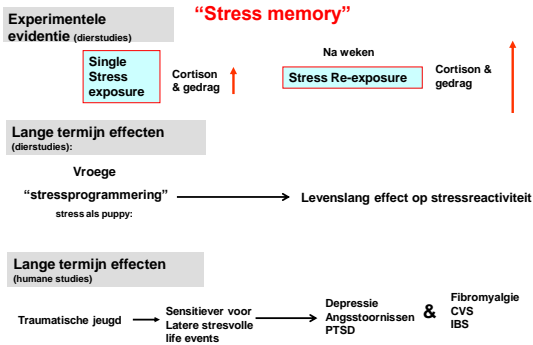 “Stress memory”
Experimentele
evidentie (dierstudies)
Single
Stress
exposure
Cortison
& gedrag
Na weken
Stress Re-exposure
Cortison &
gedrag
Lange termijn effecten
(dierstudies):
Vroege
“stressprogrammering”
stress als puppy:
Levenslang effect op stressreactiviteit
Lange termijn effecten
(humane studies)
Traumatische jeugd
Sensitiever voor
Latere stresvolle
life events
Depressie
Angsstoornissen
PTSD
&
Fibromyalgie
CVS
IBS